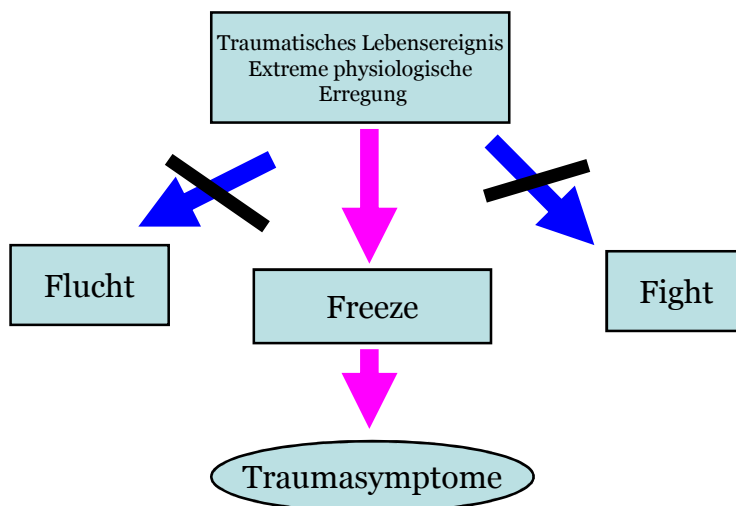 Traumatisches Lebensereignis
Extreme physiologische
Erregung
Flucht
Freeze
Fight
Traumasymptome